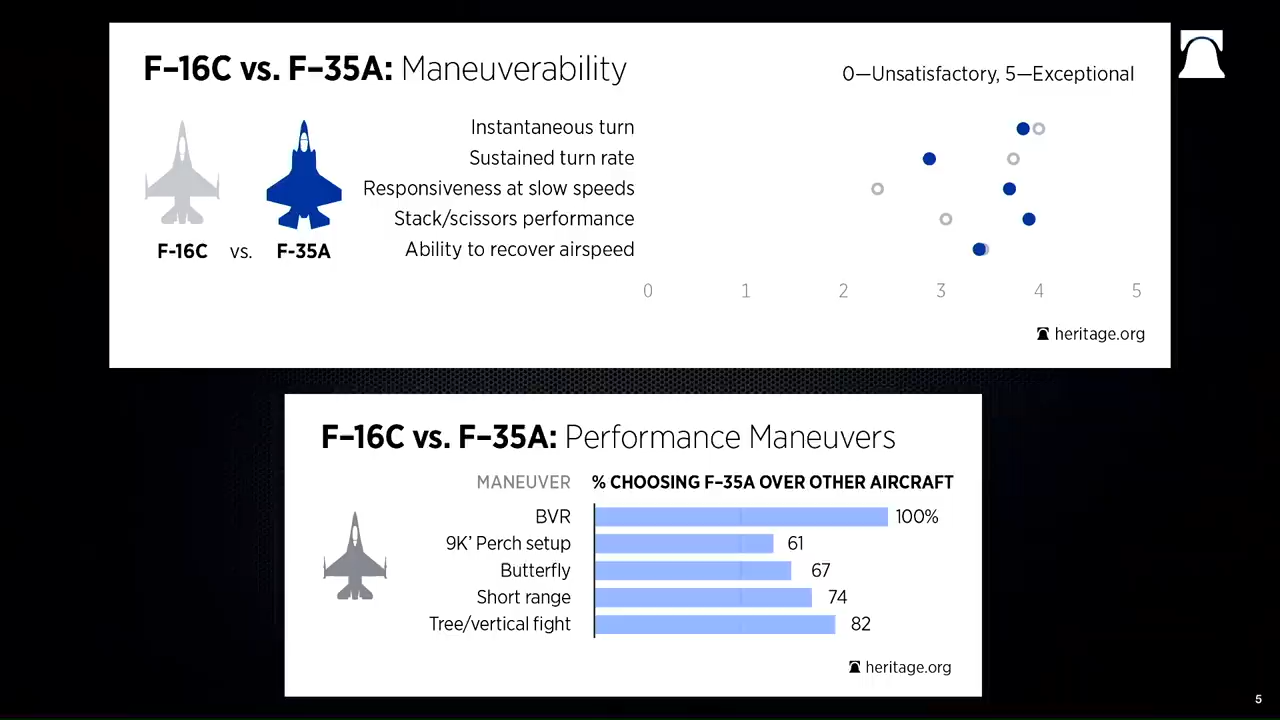 F–16C vs. F–35A: Maneuverability
0—Unsatisfactory, 5—Exceptional
Instantaneous turn
Sustained turn rate
Responsiveness at slow speeds
Stack/scissors performance
Ability to recover airspeed
F-16C vs. F-35A
0 1 2 3 4 5
heritage.org
F–16C vs. F–35A: Performance Maneuvers
MANEUVER % CHOOSING F–35A OVER OTHER AIRCRAFT
BVR 100%
9K’ Perch setup 61
Butterfly 67
Short range 74
Tree/vertical fight 82
heritage.org
5